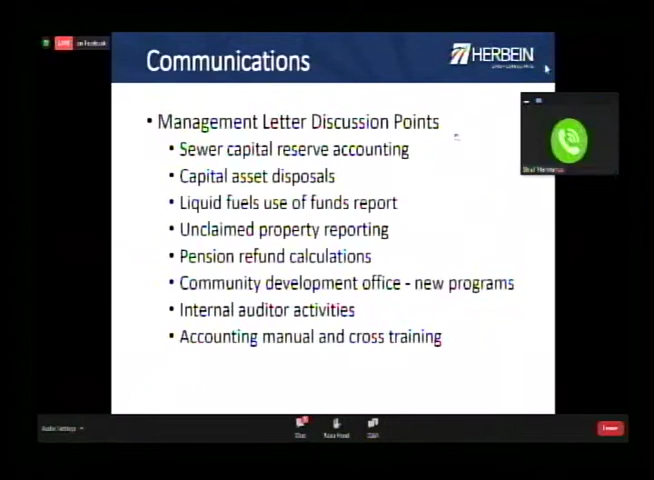 LIVE on Facebook
Communications
HERBEIN
• Management Letter Discussion Points
• Sewer capital reserve accounting
• Capital asset disposals
• Liquid fuels use of funds report
• Unclaimed property reporting
• Pension refund calculations
• Community development office - new programs
• Internal auditor activities
• Accounting manual and cross training
Audio Settings
Chat Raise Hand Q&A
Leave